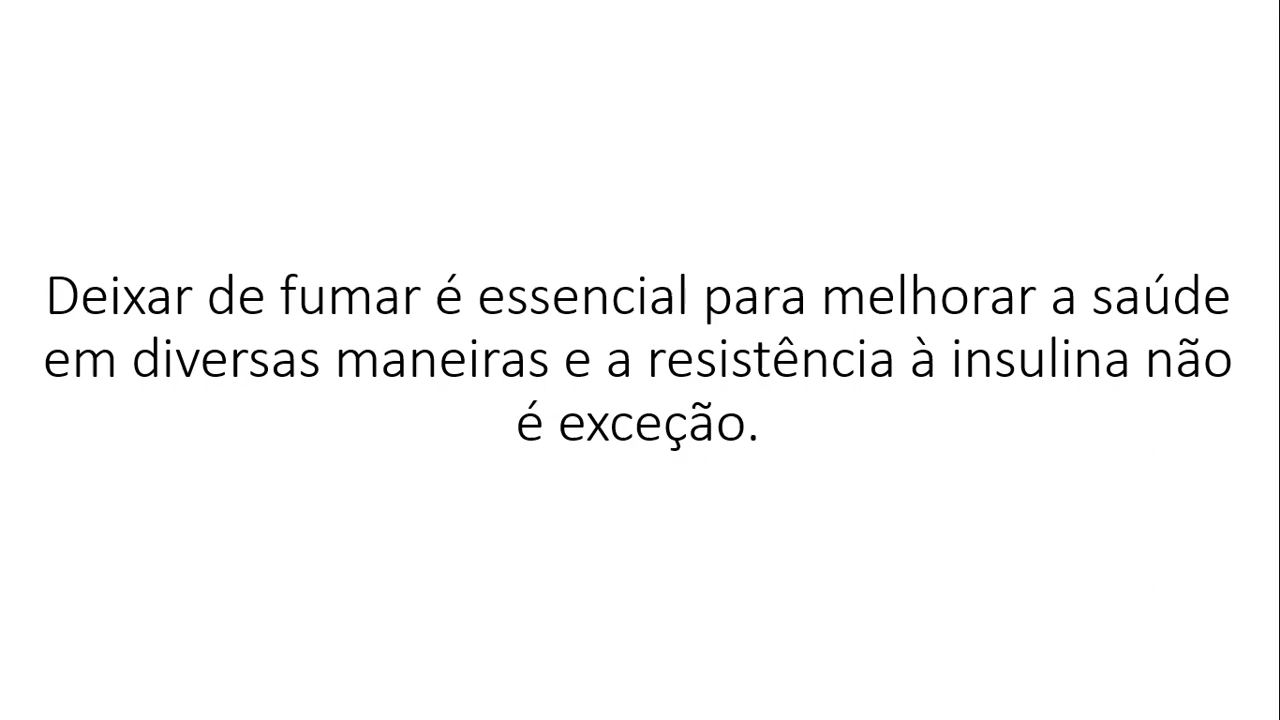 Deixar de fumar é essencial para melhorar a saúde
em diversas maneiras e a resistência à insulina não
é exceção.